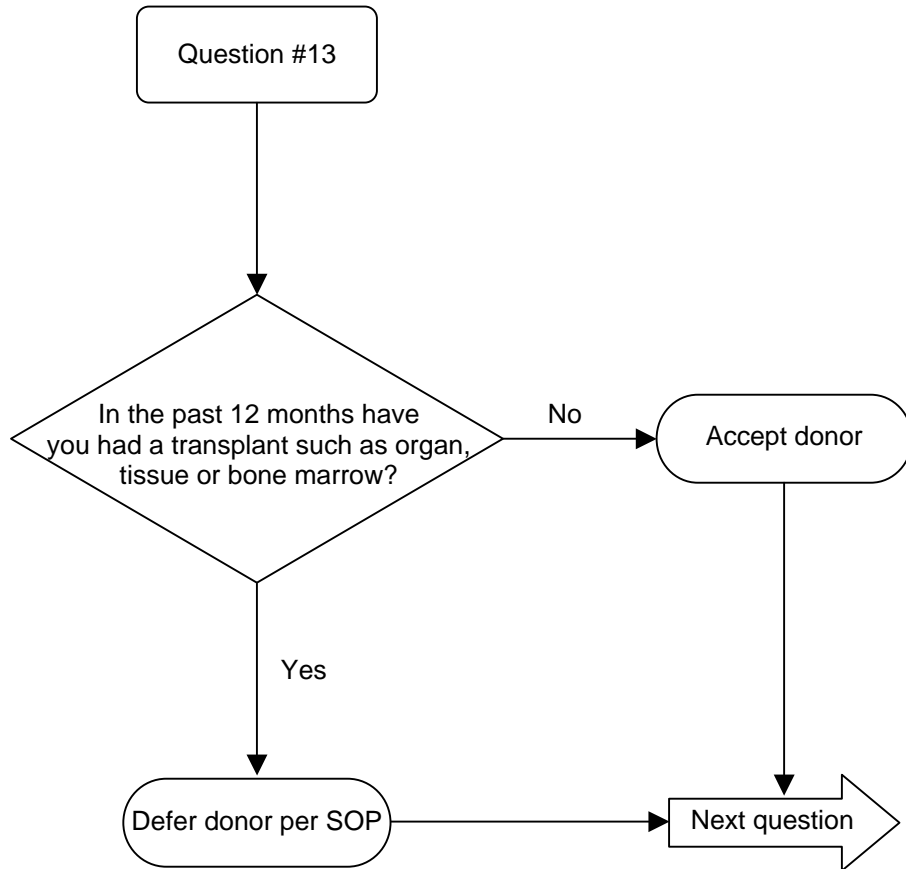 Question #13
In the past 12 months have
you had a transplant such as organ,
tissue or bone marrow?
No
Accept donor
Yes
Defer donor per SOP
Next question